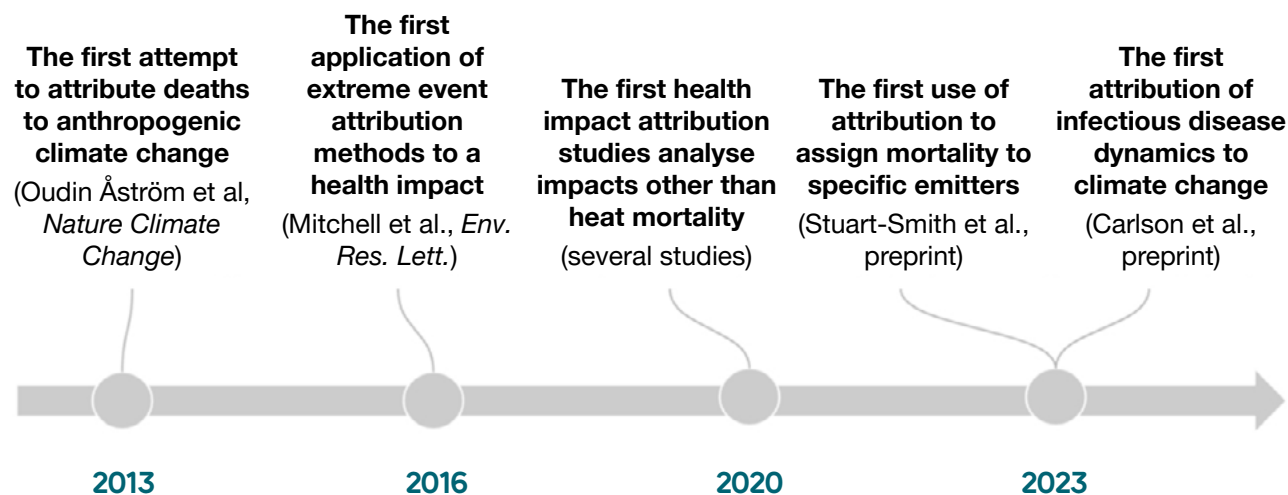 The first attempt
to attribute deaths
to anthropogenic
climate change
(Oudin Åström et al,
Nature Climate
Change)
The first
application of
extreme event
attribution
methods to a
health impact
(Mitchell et al., Env.
Res. Lett.)
The first health
impact attribution
studies analyse
impacts other than
heat mortality
(several studies)
The first use of
attribution to
assign mortality to
specific emitters
(Stuart-Smith et al.,
preprint)
The first
attribution of
infectious disease
dynamics to
climate change
(Carlson et al.,
preprint)
2013
2016
2020
2023